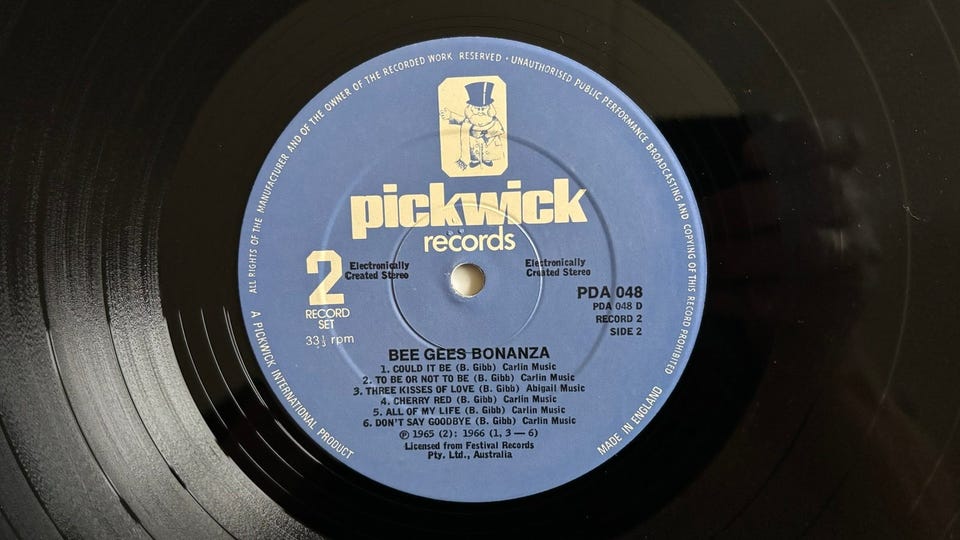 ALL RIGHTS OF THE MANUFACTURER AND OF THE OWNER OF THE RECORDED WORK RESERVED • UNAUTHORISED PUBLIC PERFORMANCE BROADCASTING AND COPYING OF THIS RECORD PROHIBITED
pickwick
records
2
RECORD
SET
33⅓ rpm
Electronically
Created Stereo
Electronically
Created Stereo
PDA 048
PDA 048 D
RECORD 2
SIDE 2
BEE GEES BONANZA
1. COULD IT BE (B. Gibb) Carlin Music
2. TO BE OR NOT TO BE (B. Gibb) Carlin Music
3. THREE KISSES OF LOVE (B. Gibb) Abigail Music
4. CHERRY RED (B. Gibb) Carlin Music
5. ALL OF MY LIFE (B. Gibb) Carlin Music
6. DON'T SAY GOODBYE (B. Gibb) Carlin Music
℗ 1965 (2): 1966 (1, 3 — 6)
Licensed from Festival Records
Pty. Ltd., Australia
A PICKWICK INTERNATIONAL PRODUCT
MADE IN ENGLAND